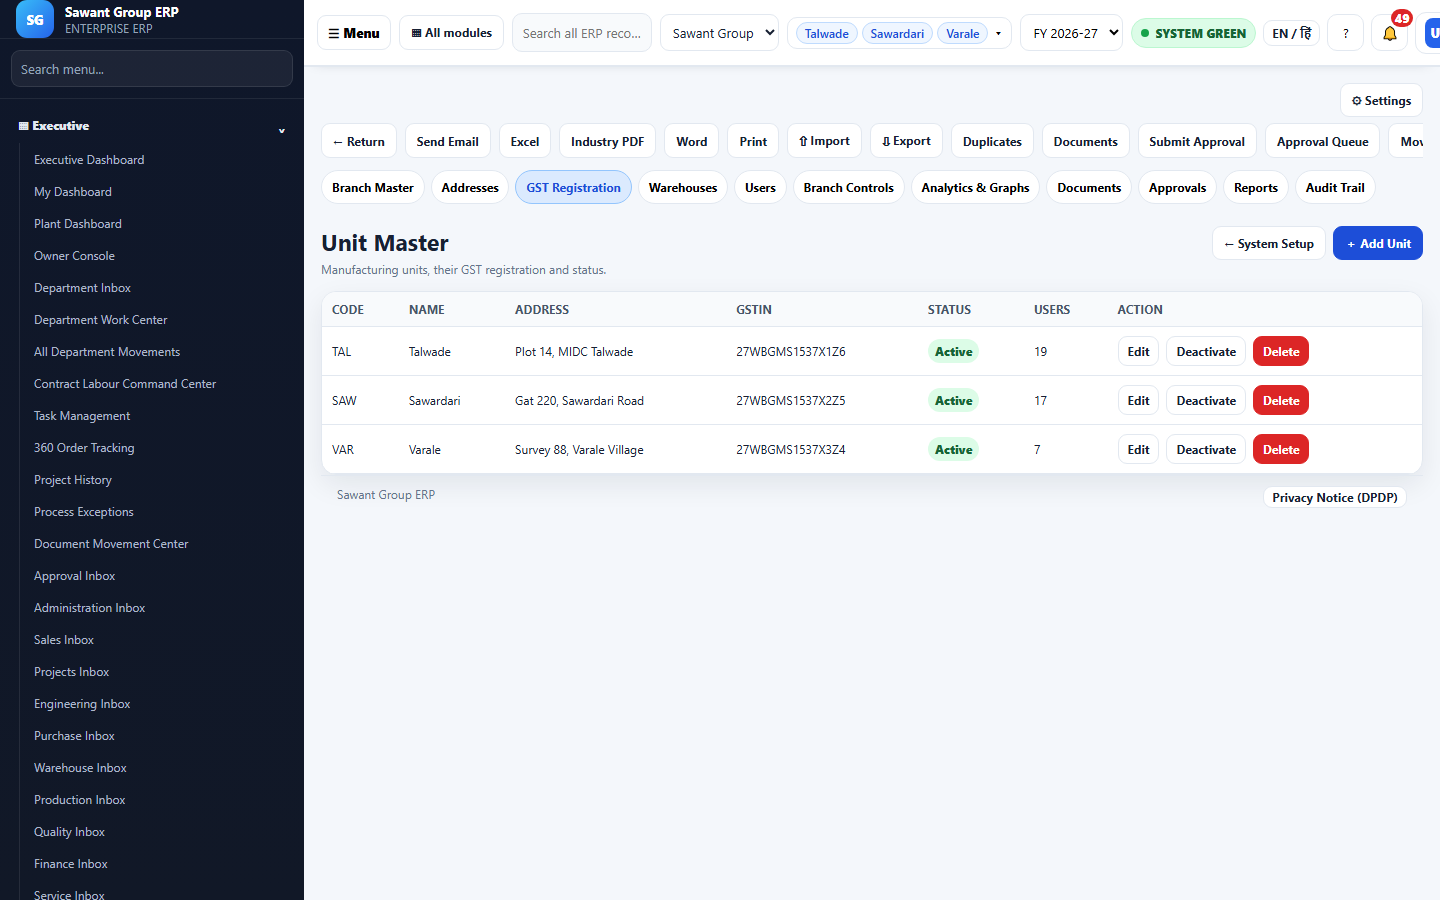 SG
Sawant Group ERP
ENTERPRISE ERP
Search menu...
Executive
Executive Dashboard
My Dashboard
Plant Dashboard
Owner Console
Department Inbox
Department Work Center
All Department Movements
Contract Labour Command Center
Task Management
360 Order Tracking
Project History
Process Exceptions
Document Movement Center
Approval Inbox
Administration Inbox
Sales Inbox
Projects Inbox
Engineering Inbox
Purchase Inbox
Warehouse Inbox
Production Inbox
Quality Inbox
Finance Inbox
Service Inbox
☰ Menu All modules Search all ERP reco... Sawant Group Talwade Sawardari Varale FY 2026-27 SYSTEM GREEN EN / हिं ? 49 U
⚙ Settings
← Return Send Email Excel Industry PDF Word Print ⇧ Import ⇩ Export Duplicates Documents Submit Approval Approval Queue Mov
Branch Master Addresses GST Registration Warehouses Users Branch Controls Analytics & Graphs Documents Approvals Reports Audit Trail
Unit Master ← System Setup + Add Unit
Manufacturing units, their GST registration and status.
CODE NAME ADDRESS GSTIN STATUS USERS ACTION
TAL Talwade Plot 14, MIDC Talwade 27WBGMS1537X1Z6 Active 19 Edit Deactivate Delete
SAW Sawardari Gat 220, Sawardari Road 27WBGMS1537X2Z5 Active 17 Edit Deactivate Delete
VAR Varale Survey 88, Varale Village 27WBGMS1537X3Z4 Active 7 Edit Deactivate Delete
Sawant Group ERP Privacy Notice (DPDP)